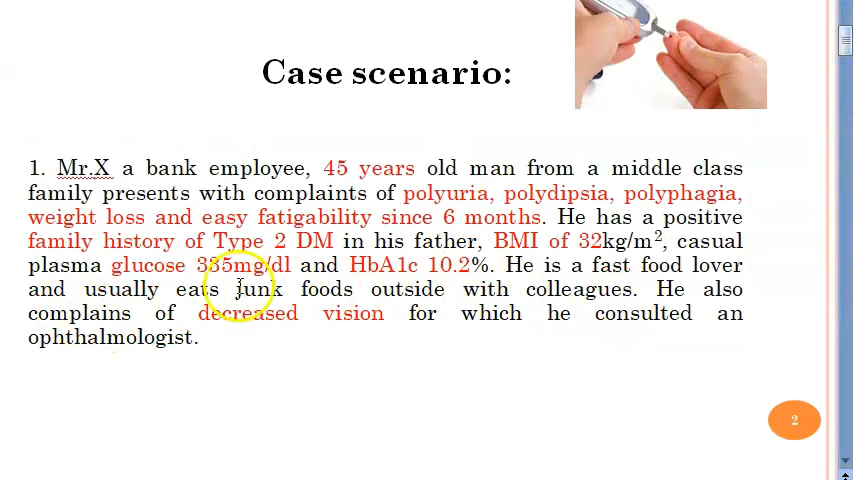 Case scenario:
1. Mr.X a bank employee, 45 years old man from a middle class
family presents with complaints of polyuria, polydipsia, polyphagia,
weight loss and easy fatigability since 6 months. He has a positive
family history of Type 2 DM in his father, BMI of 32kg/m², casual
plasma glucose 335mg/dl and HbA1c 10.2%. He is a fast food lover
and usually eats junk foods outside with colleagues. He also
complains of decreased vision for which he consulted an
ophthalmologist.
2